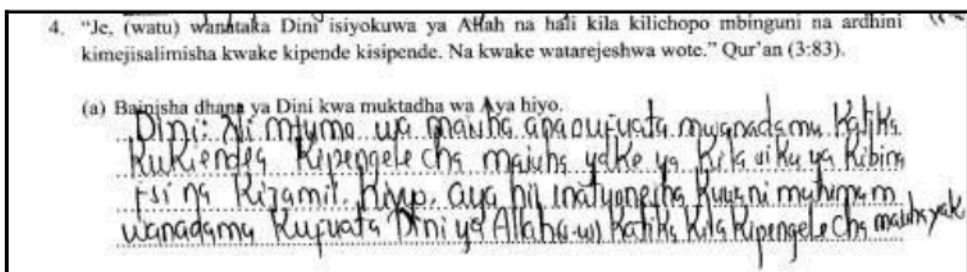 4. "Je, (watu) wanataka Dini isiyokuwa ya Allah na hali kila kilichopo mbinguni na ardhini
kimejisalimisha kwake kipende kisipende. Na kwake watarejeshwa wote." Qur'an (3:83).
(a) Bainisha dhana ya Dini kwa muktadha wa Aya hiyo.
Dini: Ni mfumo wa maisha anaoufuata mwanadamu katika
kukiendea kipengele cha maisha yake ya kila siku ya kibina
fsi na kijamii. Hivyo, aya hii inatuonesha kuwa ni muhimu m
wanadamu kufuata Dini ya Allah (s.w) katika kila kipengele cha maisha yake